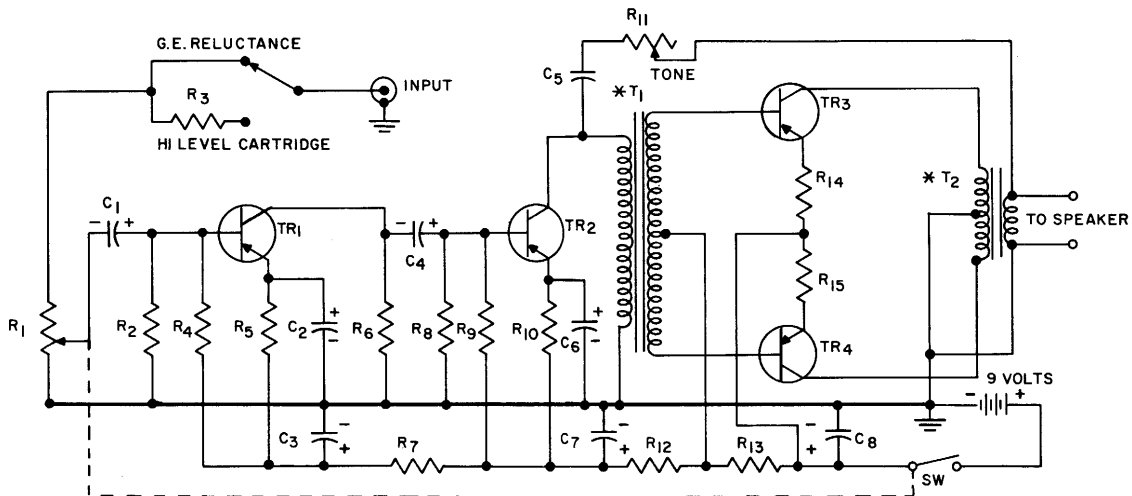 R11
G.E. RELUCTANCE
C5
TONE
INPUT
* T1
TR3
R3
HI LEVEL CARTRIDGE
R14
* T2
C1
- +
TR1
- +
C4
TR2
TO SPEAKER
R15
R1
R2
R4
R5
C2
+
-
R6
R8
R9
R10
C6
+
-
TR4
9 VOLTS
- +
C3
-
+
R7
C7
-
+
R12
R13
-
+
C8
SW